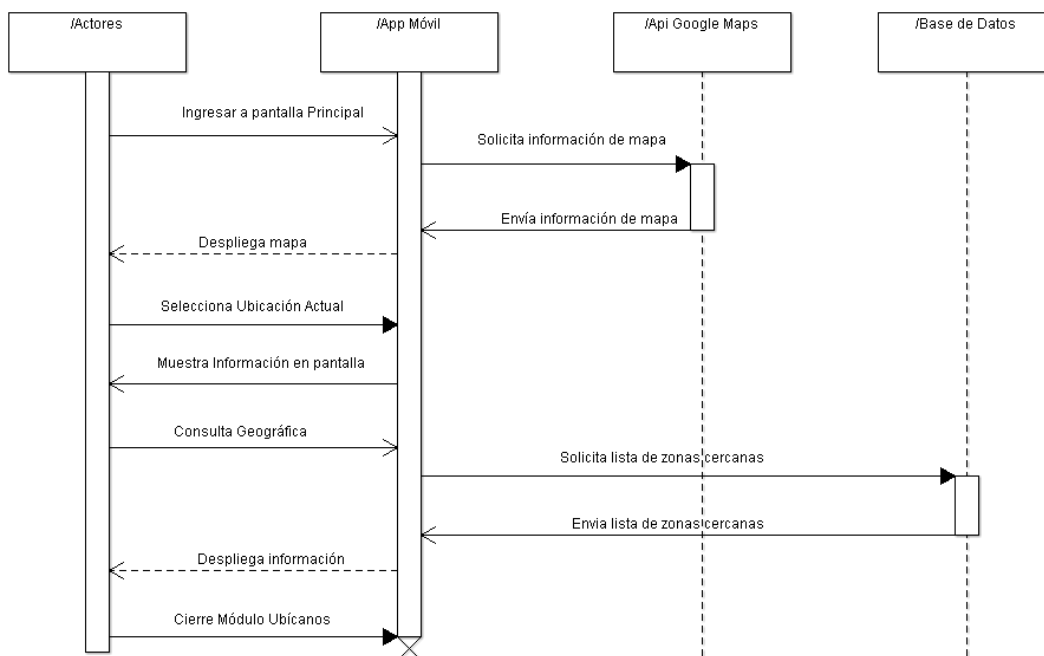 /Actores
/App Móvil
/Api Google Maps
/Base de Datos
Ingresar a pantalla Principal
Solicita información de mapa
Envía información de mapa
Despliega mapa
Selecciona Ubicación Actual
Muestra Información en pantalla
Consulta Geográfica
Solicita lista de zonas cercanas
Envia lista de zonas cercanas
Despliega información
Cierre Módulo Ubícanos